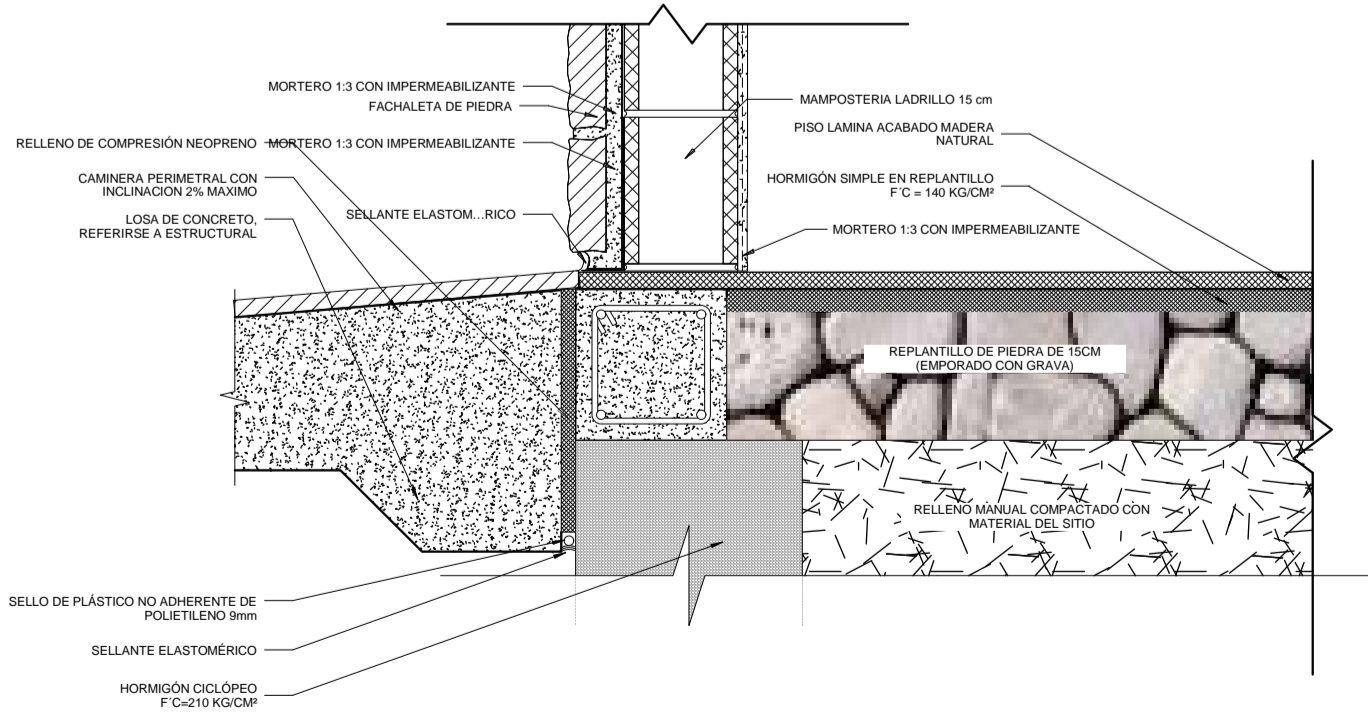 MORTERO 1:3 CON IMPERMEABILIZANTE
FACHALETA DE PIEDRA
RELLENO DE COMPRESIÓN NEOPRENO
MORTERO 1:3 CON IMPERMEABILIZANTE
CAMINERA PERIMETRAL CON
INCLINACION 2% MAXIMO
LOSA DE CONCRETO,
REFERIRSE A ESTRUCTURAL
SELLANTE ELASTOM...RICO
MAMPOSTERIA LADRILLO 15 cm
PISO LAMINA ACABADO MADERA
NATURAL
HORMIGÓN SIMPLE EN REPLANTILLO
F´C = 140 KG/CM²
MORTERO 1:3 CON IMPERMEABILIZANTE
REPLANTILLO DE PIEDRA DE 15CM
(EMPORADO CON GRAVA)
RELLENO MANUAL COMPACTADO CON
MATERIAL DEL SITIO
SELLO DE PLÁSTICO NO ADHERENTE DE
POLIETILENO 9mm
SELLANTE ELASTOMÉRICO
HORMIGÓN CICLÓPEO
F´C=210 KG/CM²